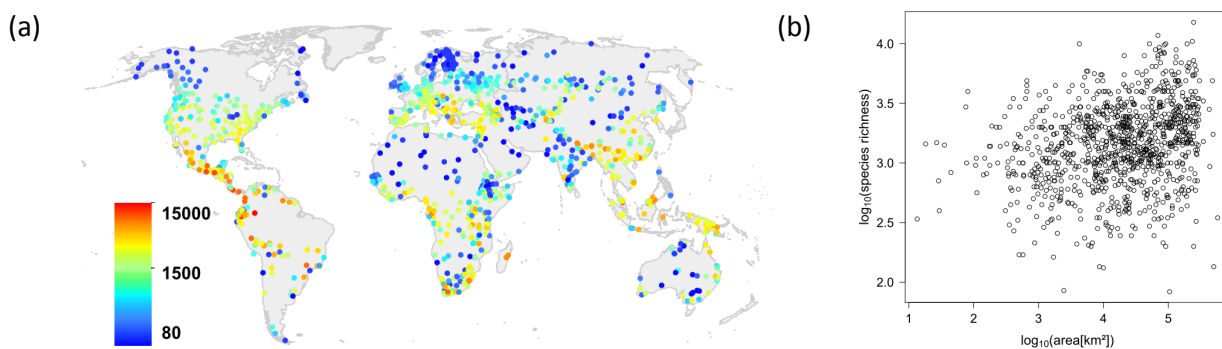 (a)
15000
1500
80
(b)
log₁₀(species richness)
4.0
3.5
3.0
2.5
2.0
1 2 3 4 5
log₁₀(area[km²])